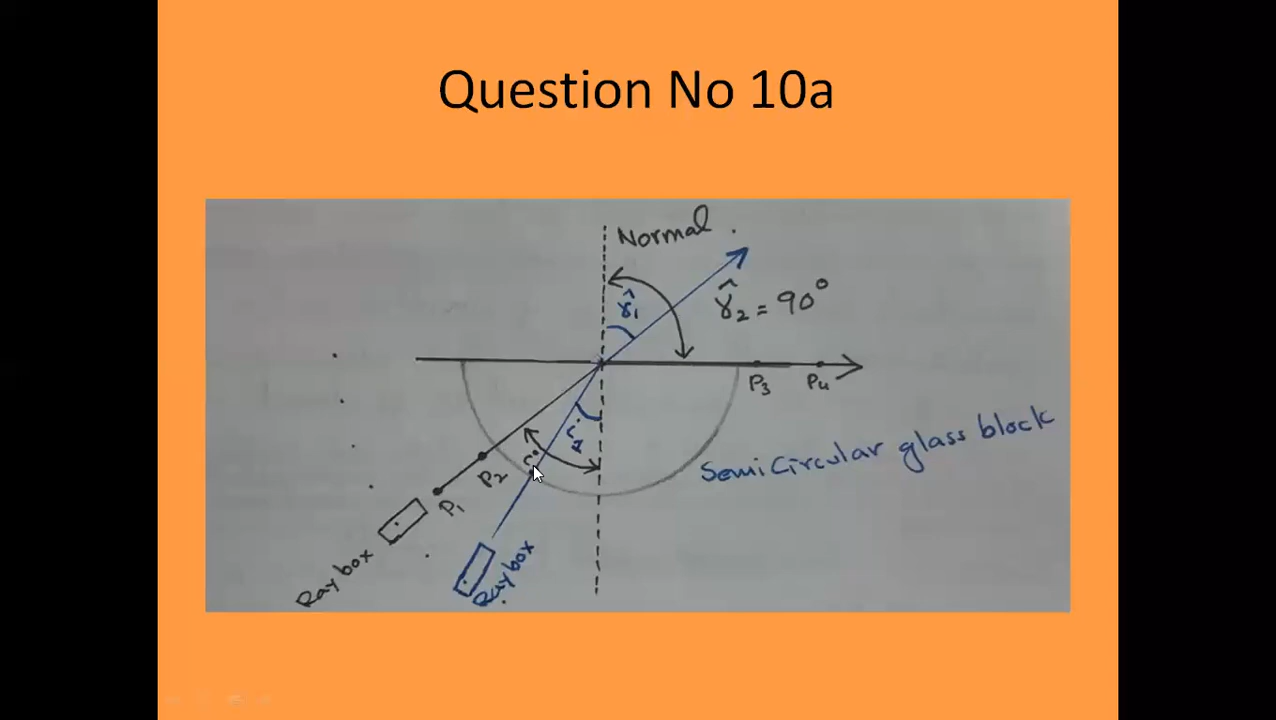 Question No 10a
Normal
r̂₁
r̂₂ = 90°
P₃
P₄
P₂
P₁
Semi Circular glass block
Ray box
Ray box